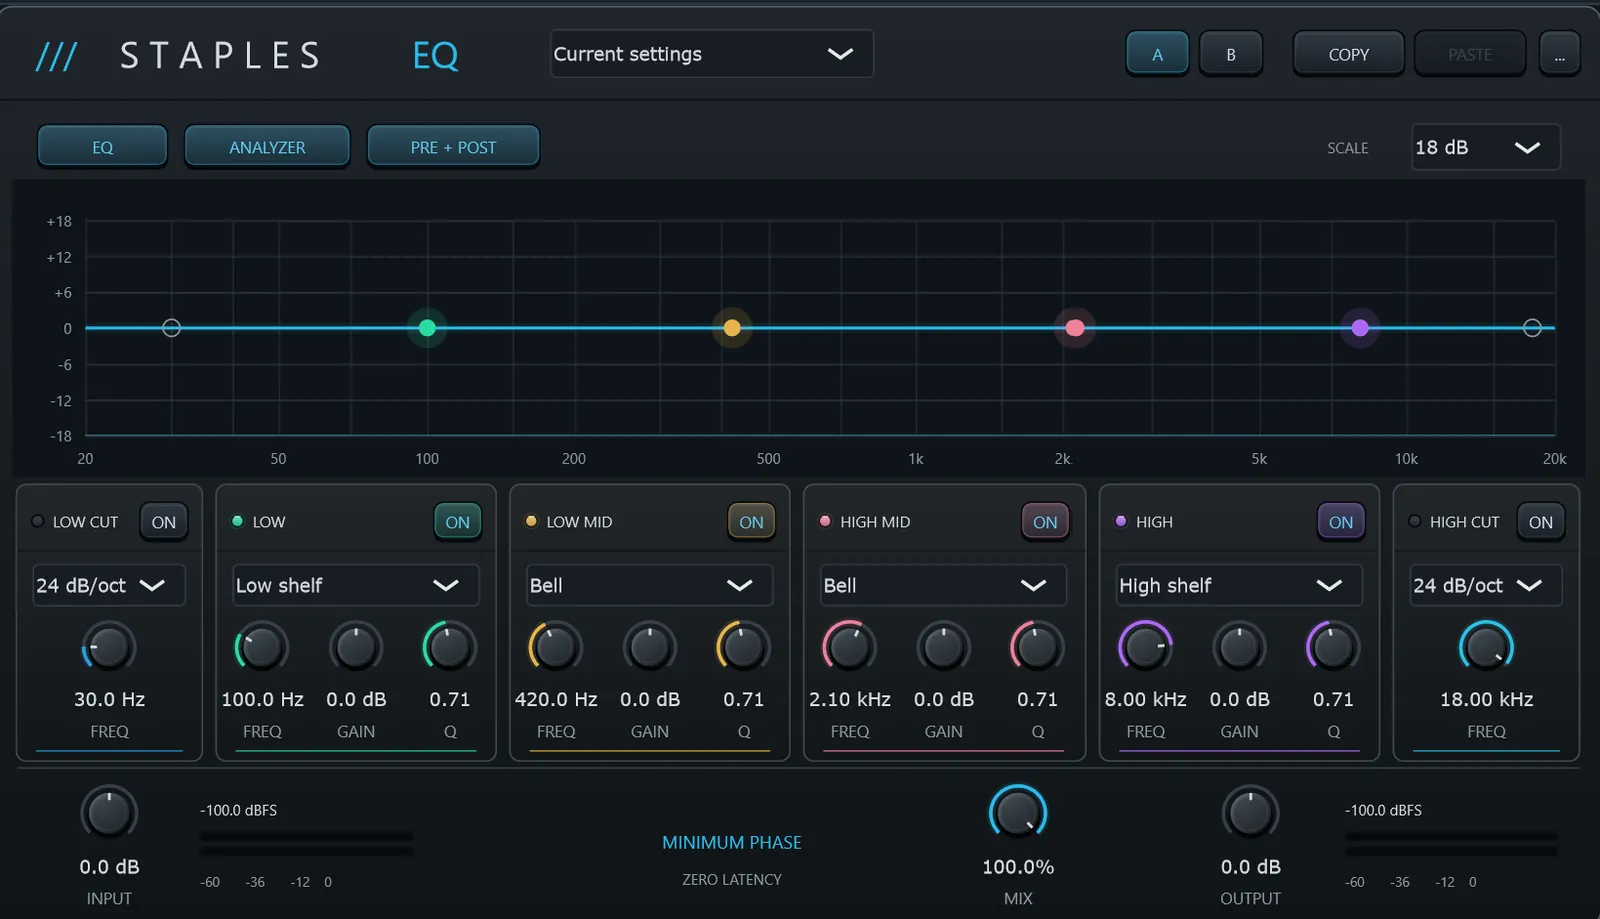 /// STAPLES EQ Current settings A B COPY PASTE ...
EQ ANALYZER PRE + POST SCALE 18 dB
+18
+12
+6
0
-6
-12
-18
20 50 100 200 500 1k 2k 5k 10k 20k
LOW CUT ON LOW ON LOW MID ON HIGH MID ON HIGH ON HIGH CUT ON
24 dB/oct Low shelf Bell Bell High shelf 24 dB/oct
30.0 Hz 100.0 Hz 0.0 dB 0.71 420.0 Hz 0.0 dB 0.71 2.10 kHz 0.0 dB 0.71 8.00 kHz 0.0 dB 0.71 18.00 kHz
FREQ FREQ GAIN Q FREQ GAIN Q FREQ GAIN Q FREQ GAIN Q FREQ
-100.0 dBFS -100.0 dBFS
MINIMUM PHASE
0.0 dB 100.0% 0.0 dB
-60 -36 -12 0 ZERO LATENCY -60 -36 -12 0
INPUT MIX OUTPUT